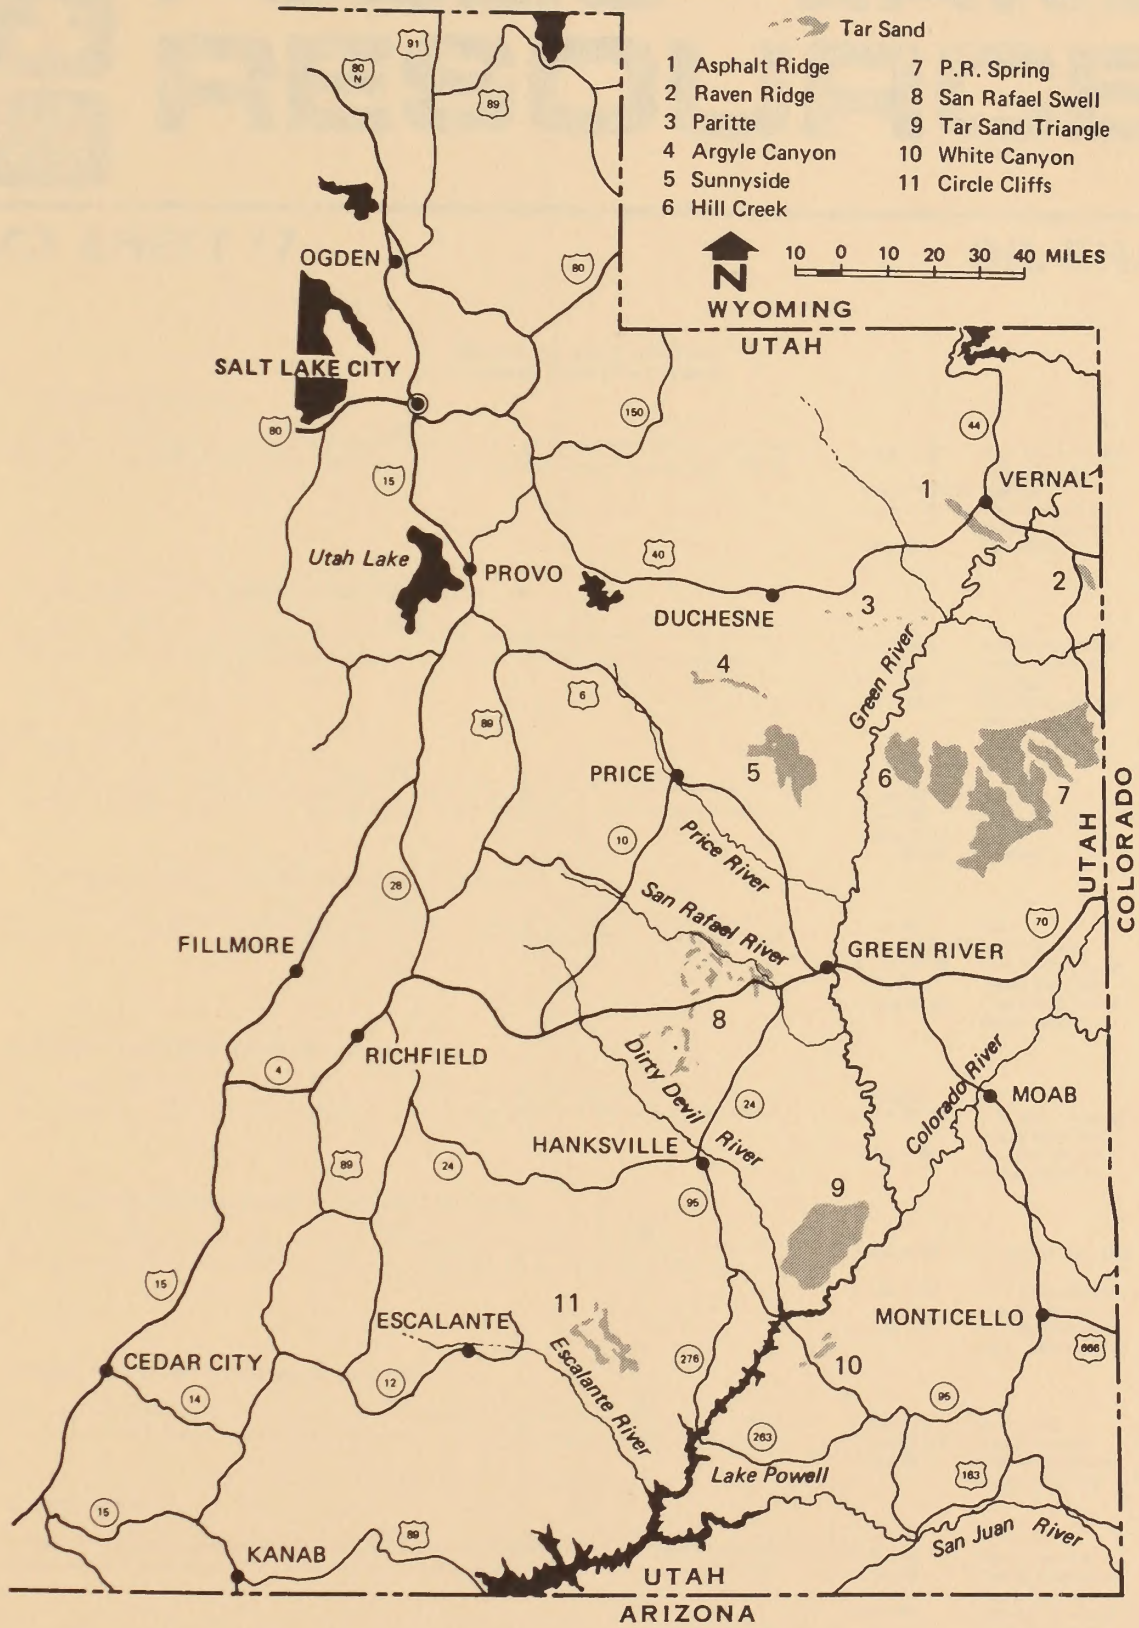 Tar Sand
1 Asphalt Ridge
2 Raven Ridge
3 Paritte
4 Argyle Canyon
5 Sunnyside
6 Hill Creek
7 P.R. Spring
8 San Rafael Swell
9 Tar Sand Triangle
10 White Canyon
11 Circle Cliffs
N
10 0 10 20 30 40 MILES
WYOMING
UTAH
91
80
N
89
OGDEN
80
SALT LAKE CITY
80
150
44
15
1
VERNAL
Utah Lake
PROVO
40
2
DUCHESNE
3
Green River
4
6
89
PRICE
5
6
7
UTAH
COLORADO
10
Price River
28
San Rafael River
FILLMORE
GREEN RIVER
70
8
RICHFIELD
4
Dirty Devil River
Colorado River
MOAB
24
HANKSVILLE
89
24
95
9
15
11
ESCALANTE
MONTICELLO
CEDAR CITY
276
10
666
14
12
Escalante River
95
263
Lake Powell
163
15
89
San Juan River
KANAB
UTAH
ARIZONA